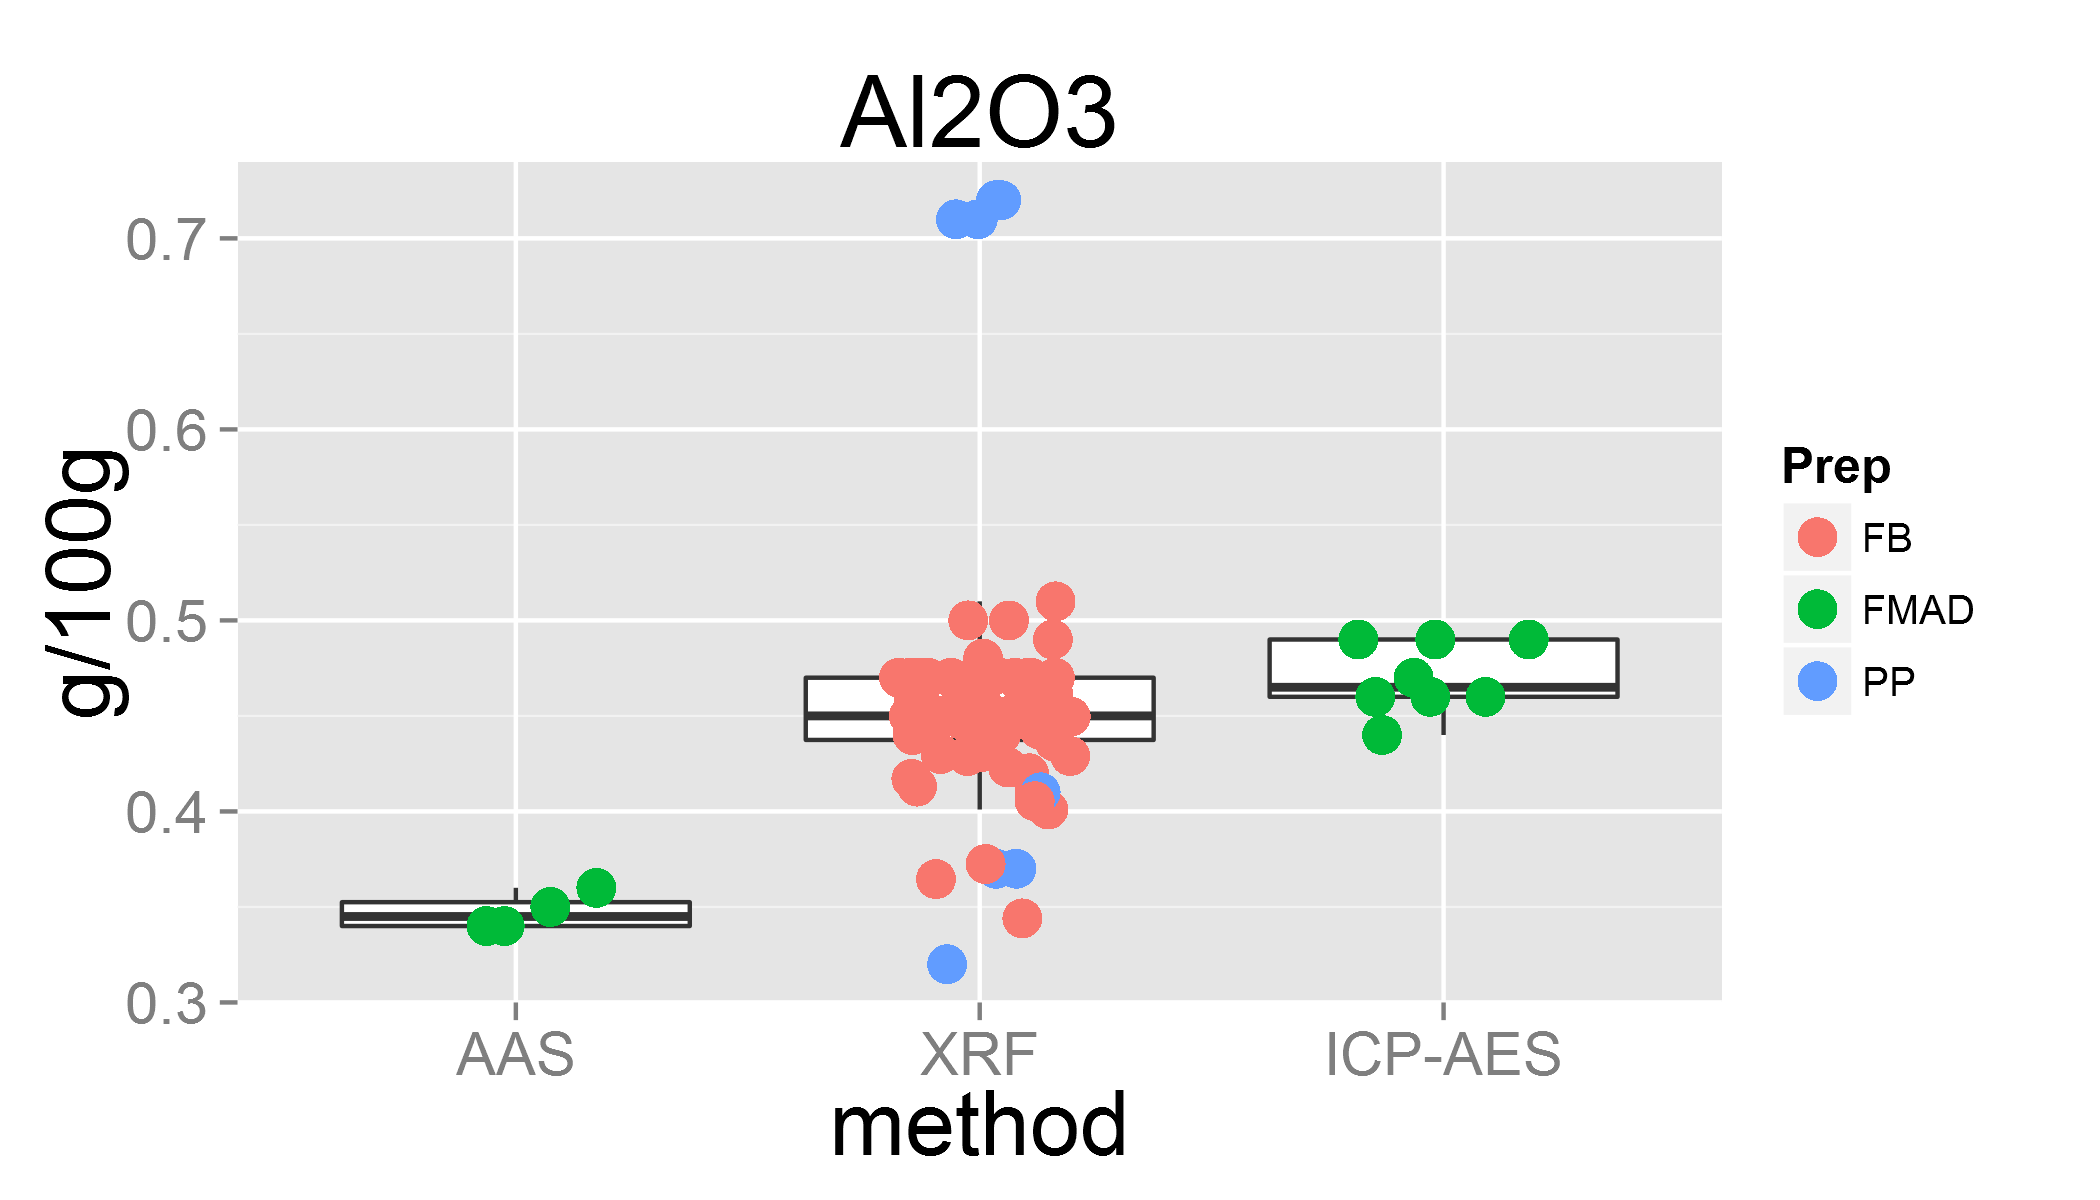 Al2O3
g/100g
0.7
0.6
0.5
0.4
0.3
AAS
XRF
ICP-AES
method
Prep
FB
FMAD
PP